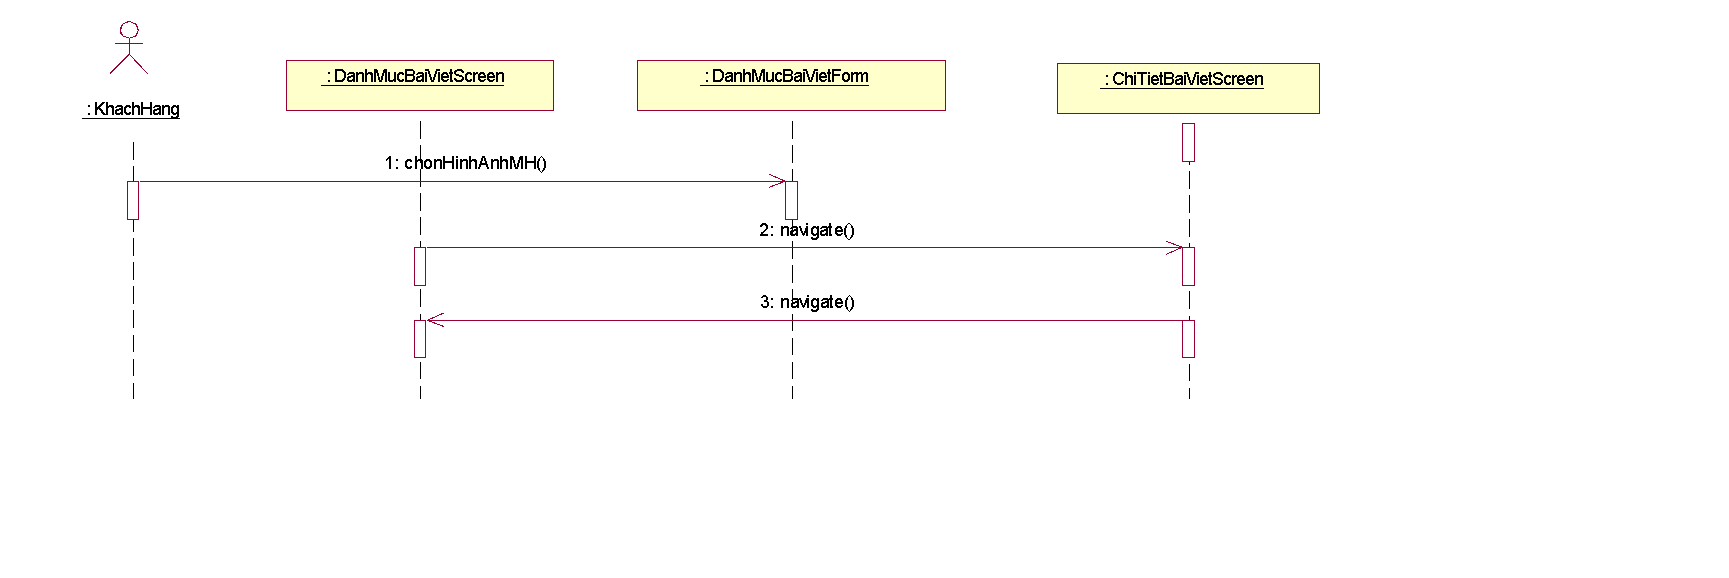 : KhachHang
: DanhMucBaiVietScreen
: DanhMucBaiVietForm
: ChiTietBaiVietScreen
1: chonHinhAnhMH()
2: navigate()
3: navigate()